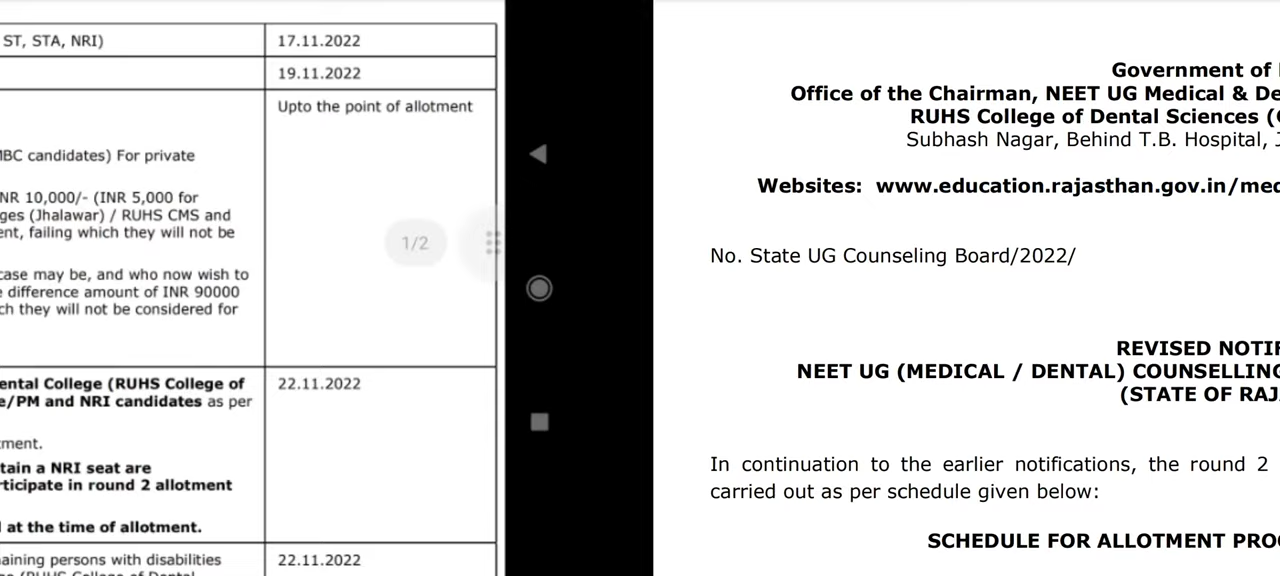 ST, STA, NRI)
17.11.2022
19.11.2022
Upto the point of allotment
MBC candidates) For private
NR 10,000/- (INR 5,000 for
ges (Jhalawar) / RUHS CMS and
ent, failing which they will not be
case may be, and who now wish to
e difference amount of INR 90000
ch they will not be considered for
ental College (RUHS College of
e/PM and NRI candidates as per
22.11.2022
tment.
tain a NRI seat are
rticipate in round 2 allotment
at the time of allotment.
aining persons with disabilities
22.11.2022
(RUHS College of Dental
1/2
Government of
Office of the Chairman, NEET UG Medical & De
RUHS College of Dental Sciences (
Subhash Nagar, Behind T.B. Hospital, J
Websites: www.education.rajasthan.gov.in/med
No. State UG Counseling Board/2022/
REVISED NOTIF
NEET UG (MEDICAL / DENTAL) COUNSELLING
(STATE OF RAJ
In continuation to the earlier notifications, the round 2
carried out as per schedule given below:
SCHEDULE FOR ALLOTMENT PRO